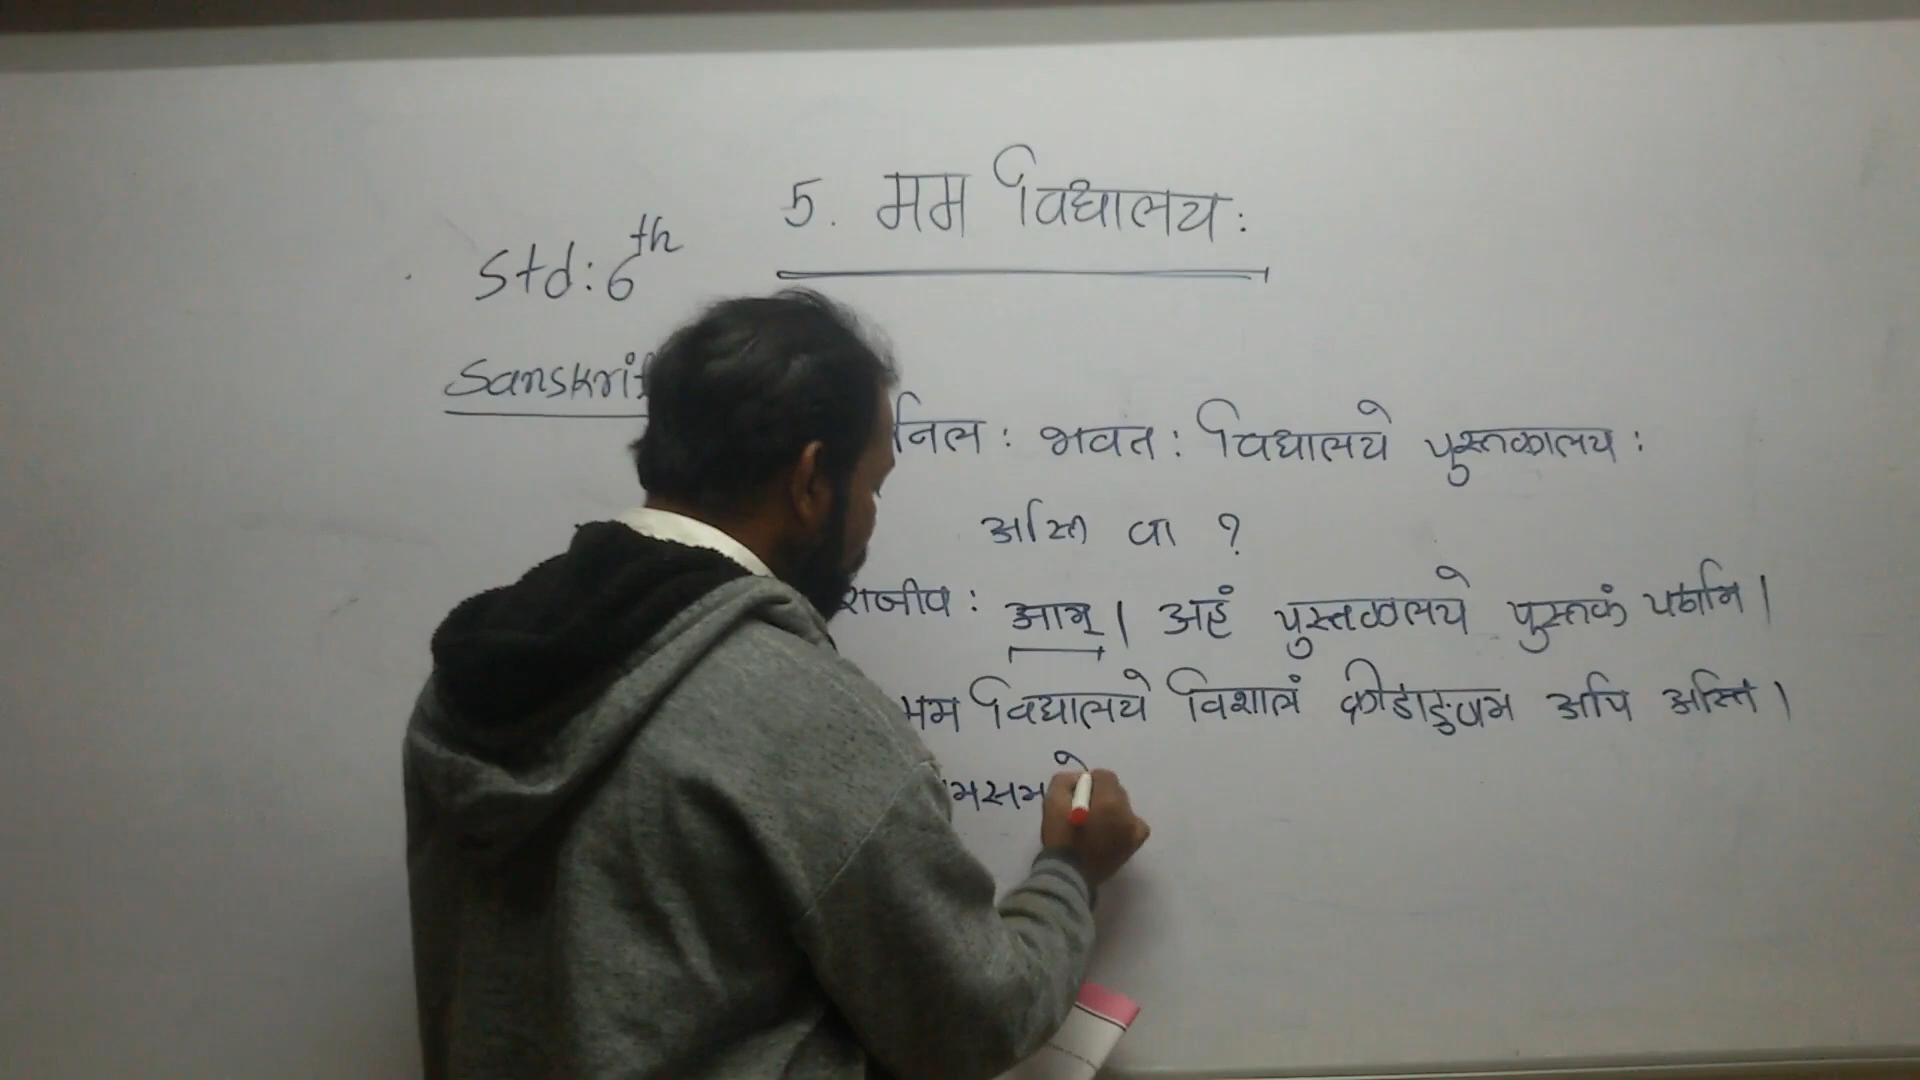 5. मम विद्यालय:
Std: 6th
Sanskrit
निल: भवत: विद्यालये पुस्तकालय:
अस्ति वा ?
राजीव: आम् । अहं पुस्तकालये पुस्तकं पठामि ।
मम विद्यालये विशालं क्रीडाङ्गणम अपि अस्ति ।